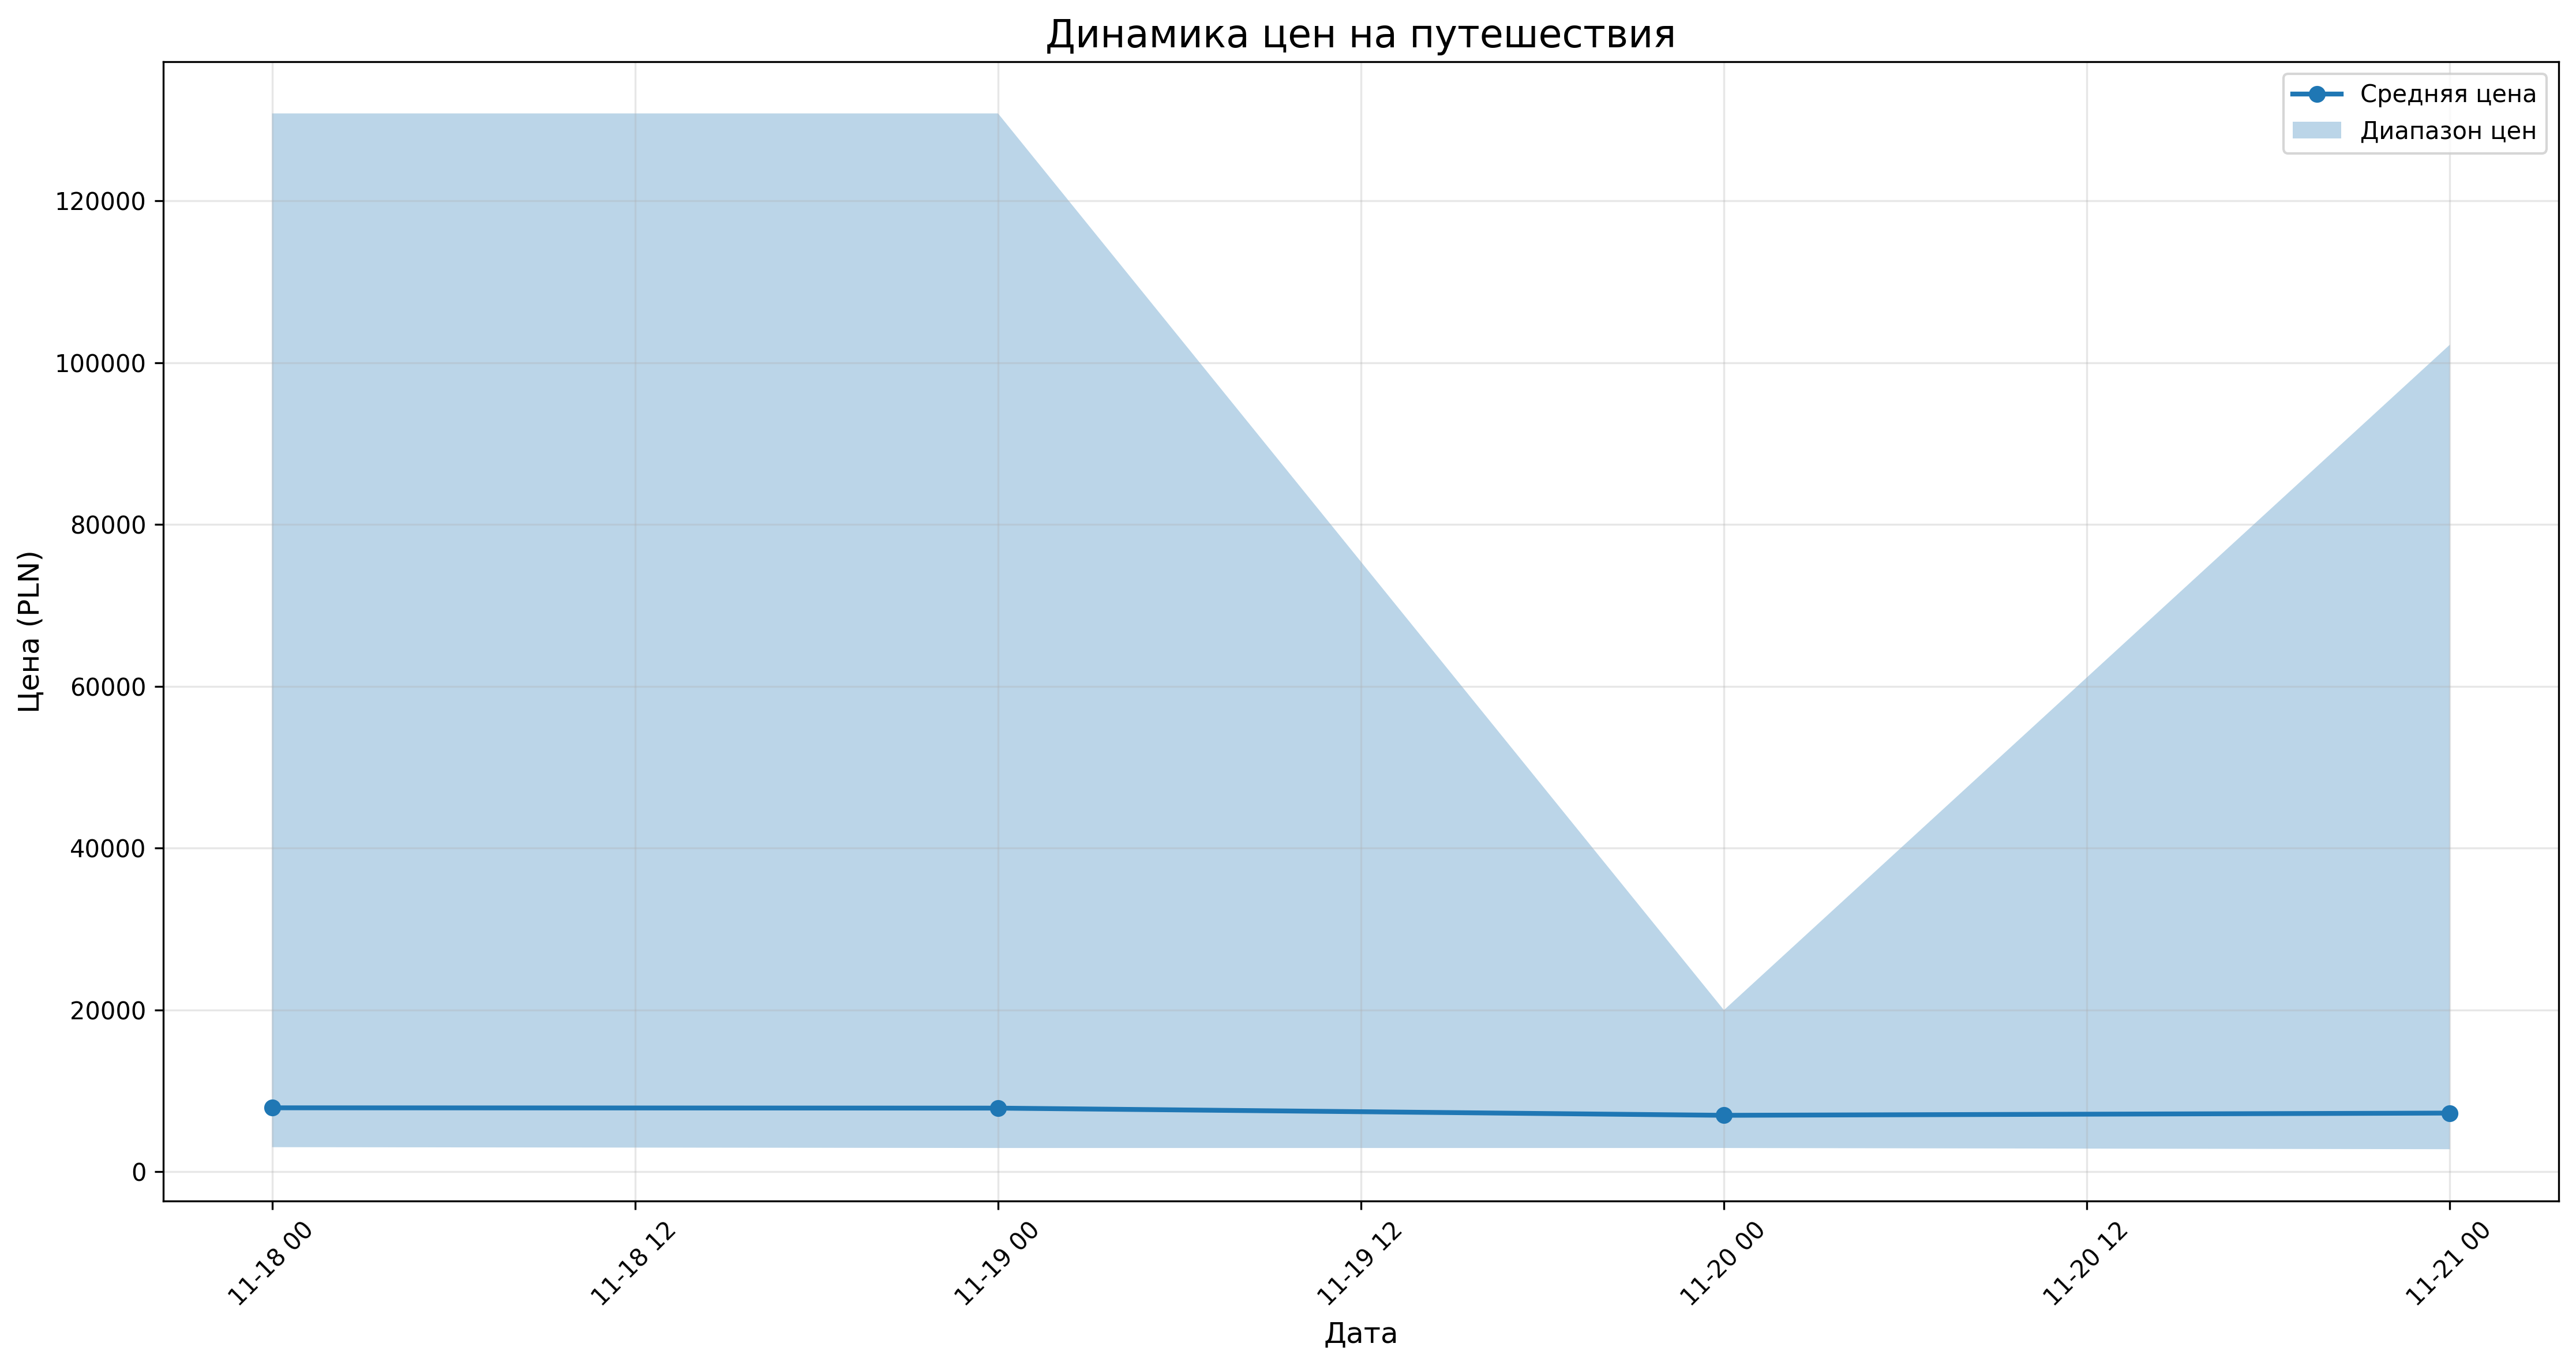 Динамика цен на путешествия
Средняя цена
Диапазон цен
Цена (PLN)
120000
100000
80000
60000
40000
20000
0
11-18 00
11-18 12
11-19 00
11-19 12
11-20 00
11-20 12
11-21 00
Дата